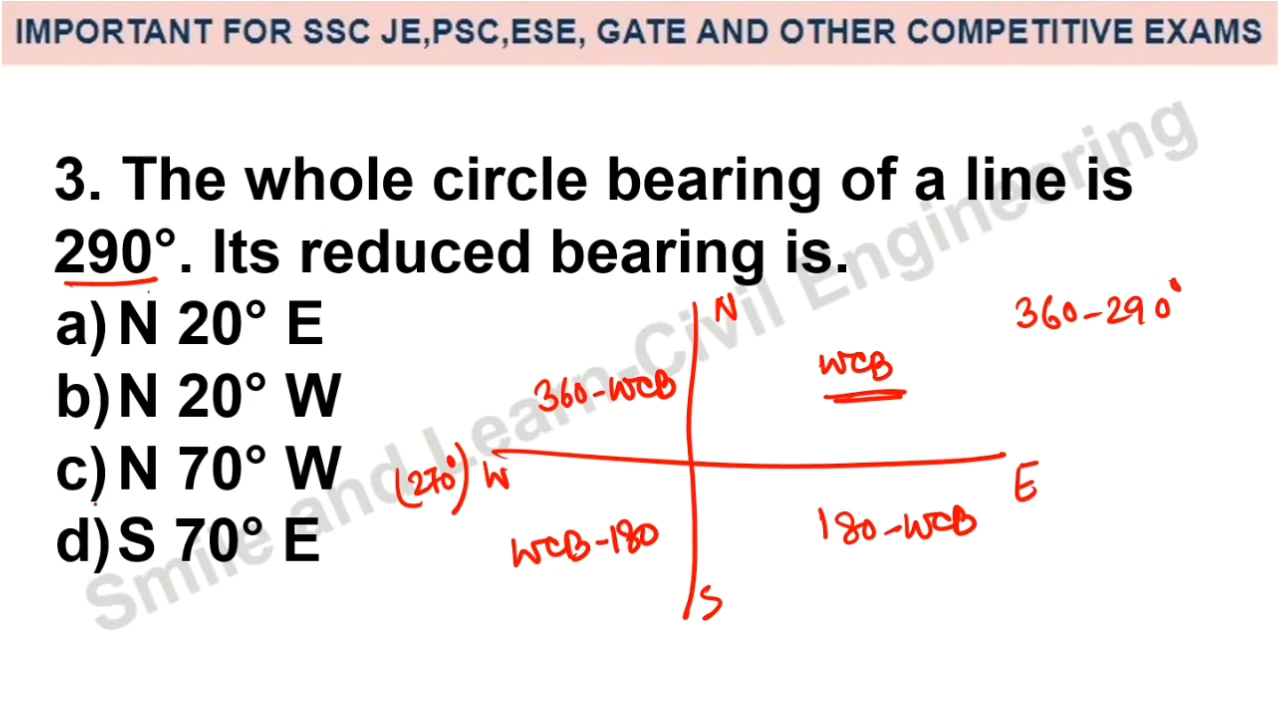 IMPORTANT FOR SSC JE,PSC,ESE, GATE AND OTHER COMPETITIVE EXAMS
3. The whole circle bearing of a line is
290°. Its reduced bearing is.
a) N 20° E
b) N 20° W
c) N 70° W
d) S 70° E
N
360-290°
WCB
360-WCB
(270°) W
E
180-WCB
WCB-180
S
Smile and Learn-Civil Engineering